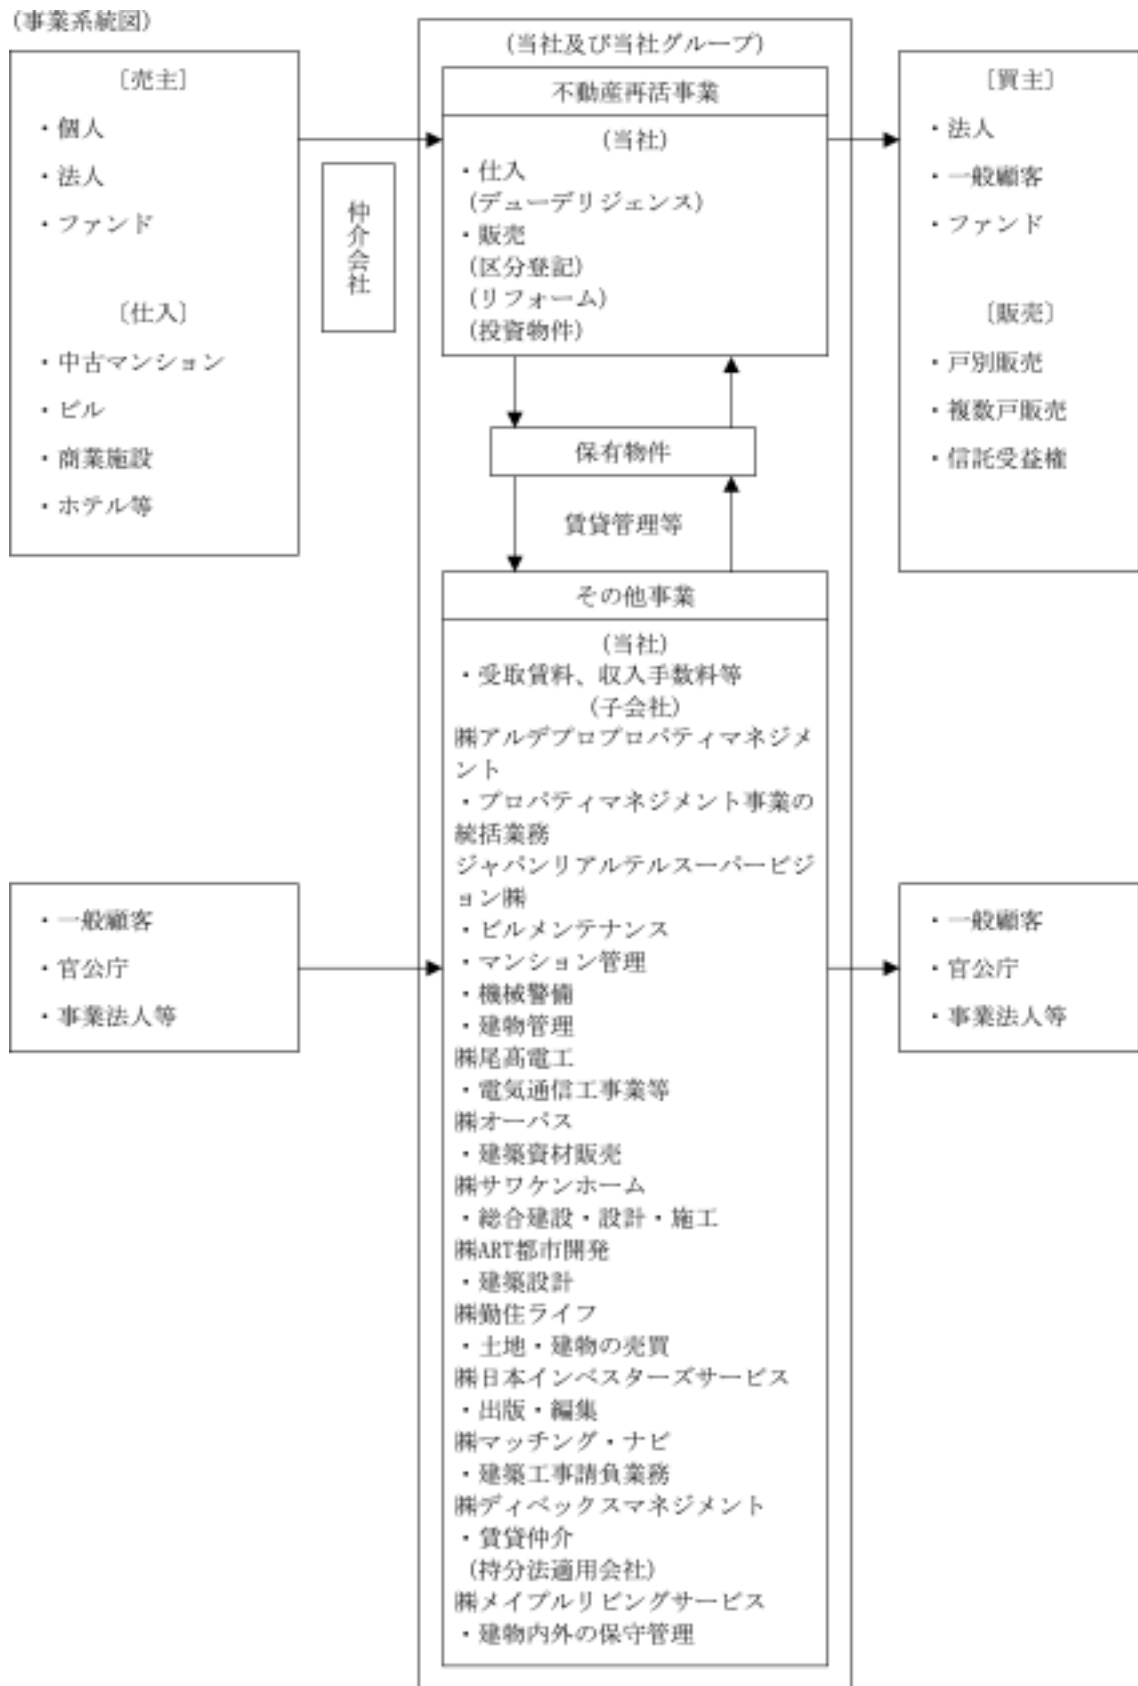 (事業系統図)
〔売主〕
・個人
・法人
・ファンド
〔仕入〕
・中古マンション
・ビル
・商業施設
・ホテル等
仲介会社
(当社及び当社グループ)
不動産再活事業
(当社)
・仕入
(デューデリジェンス)
・販売
(区分登記)
(リフォーム)
(投資物件)
保有物件
賃貸管理等
〔買主〕
・法人
・一般顧客
・ファンド
〔販売〕
・戸別販売
・複数戸販売
・信託受益権
その他事業
(当社)
・受取賃料、収入手数料等
(子会社)
㈱アルデプロプロパティマネジメ
ント
・プロパティマネジメント事業の
統括業務
ジャパンリアルテルスーパービジ
ョン㈱
・ビルメンテナンス
・マンション管理
・機械警備
・建物管理
㈱尾髙電工
・電気通信工事業等
㈱オーパス
・建築資材販売
㈱サワケンホーム
・総合建設・設計・施工
㈱ART都市開発
・建築設計
㈱勤住ライフ
・土地・建物の売買
㈱日本インベスターズサービス
・出版・編集
㈱マッチング・ナビ
・建築工事請負業務
㈱ディベックスマネジメント
・賃貸仲介
(持分法適用会社)
㈱メイプルリビングサービス
・建物内外の保守管理
・一般顧客
・官公庁
・事業法人等
・一般顧客
・官公庁
・事業法人等